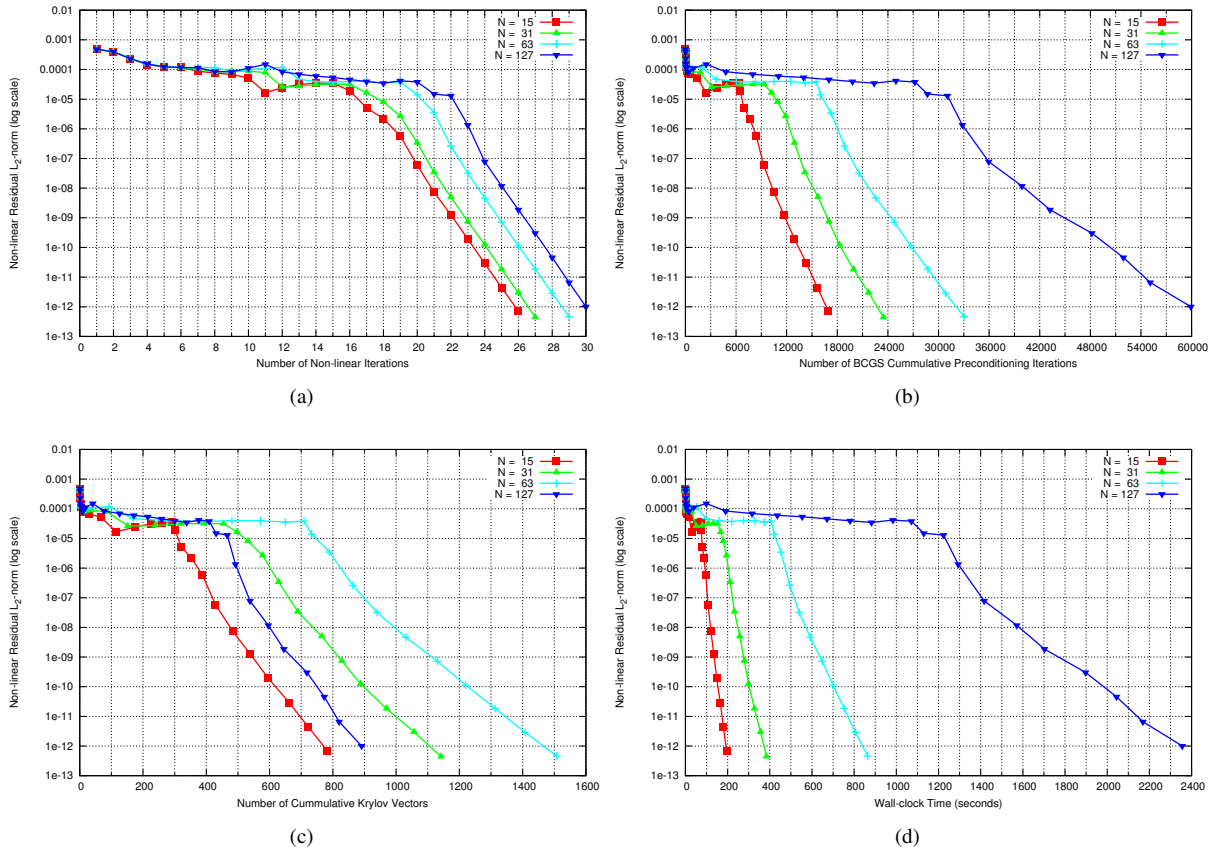 0.01
0.001
0.0001
1e-05
1e-06
1e-07
1e-08
1e-09
1e-10
1e-11
1e-12
1e-13
Non-linear Residual L2-norm (log scale)
N = 15
N = 31
N = 63
N = 127
0 2 4 6 8 10 12 14 16 18 20 22 24 26 28 30
Number of Non-linear Iterations
(a)
0.01
0.001
0.0001
1e-05
1e-06
1e-07
1e-08
1e-09
1e-10
1e-11
1e-12
1e-13
Non-linear Residual L2-norm (log scale)
N = 15
N = 31
N = 63
N = 127
0 6000 12000 18000 24000 30000 36000 42000 48000 54000 60000
Number of BCGS Cummulative Preconditioning Iterations
(b)
0.01
0.001
0.0001
1e-05
1e-06
1e-07
1e-08
1e-09
1e-10
1e-11
1e-12
1e-13
Non-linear Residual L2-norm (log scale)
N = 15
N = 31
N = 63
N = 127
0 200 400 600 800 1000 1200 1400 1600
Number of Cummulative Krylov Vectors
(c)
0.01
0.001
0.0001
1e-05
1e-06
1e-07
1e-08
1e-09
1e-10
1e-11
1e-12
1e-13
Non-linear Residual L2-norm (log scale)
N = 15
N = 31
N = 63
N = 127
0 200 400 600 800 1000 1200 1400 1600 1800 2000 2200 2400
Wall-clock Time (seconds)
(d)